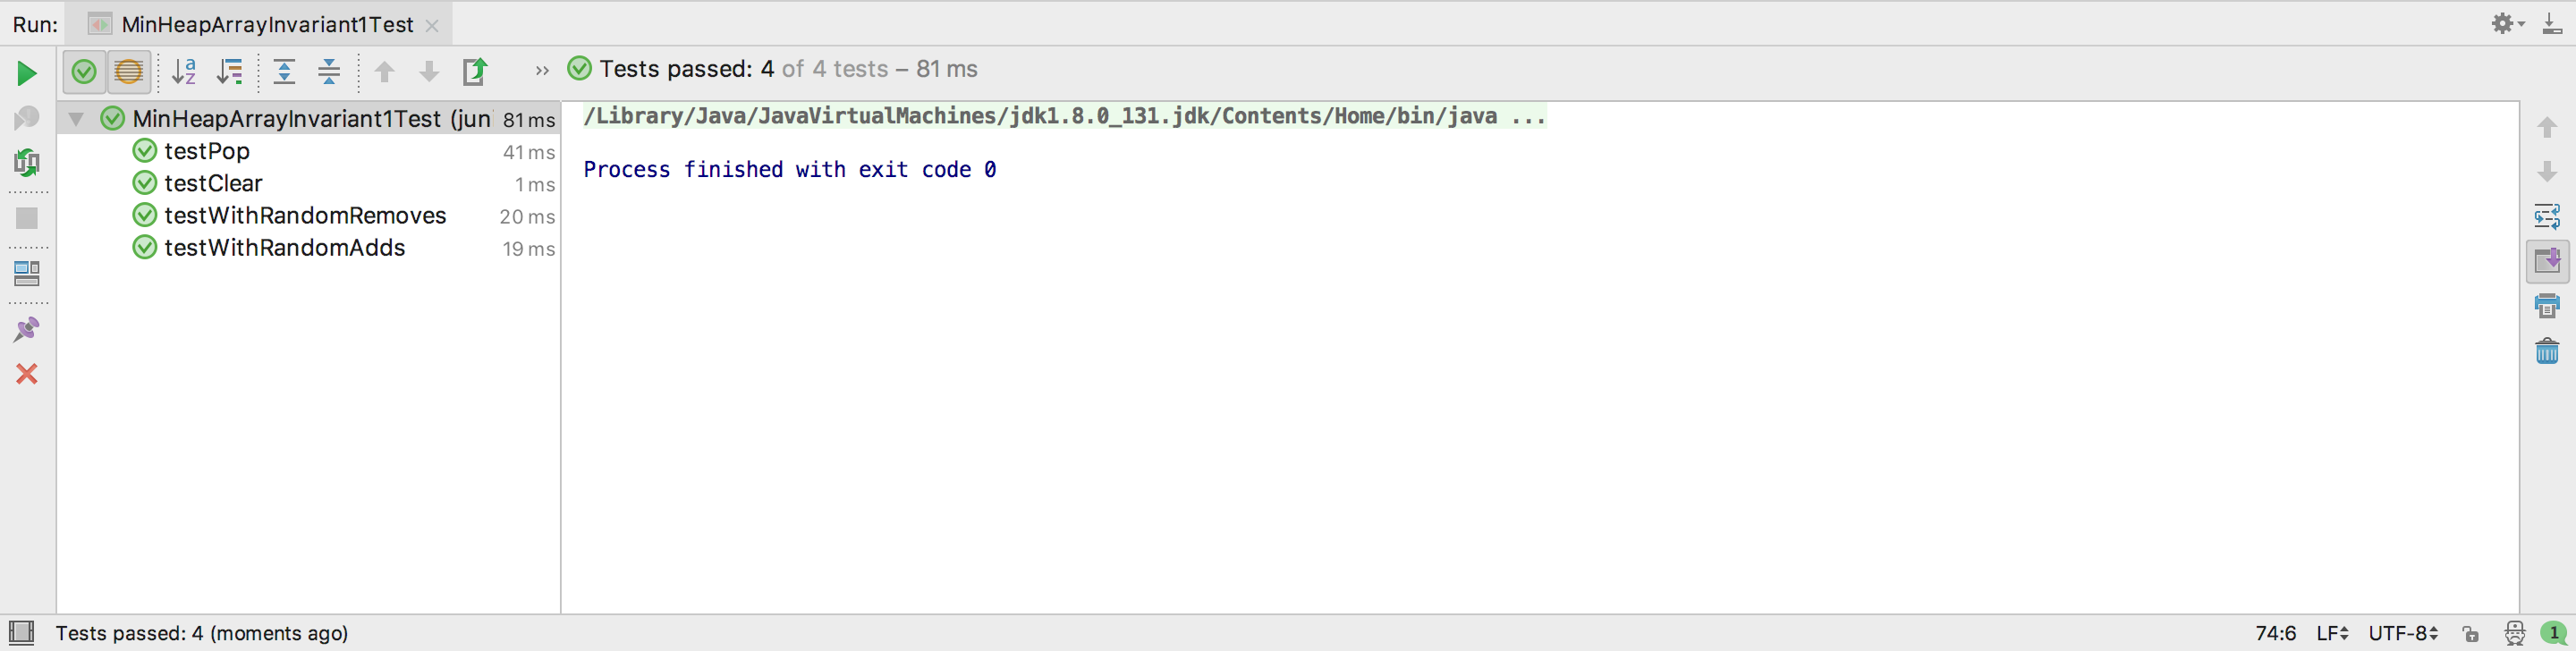 Run: MinHeapArrayInvariant1Test
Tests passed: 4 of 4 tests – 81 ms
MinHeapArrayInvariant1Test (jun 81 ms
testPop 41 ms
testClear 1 ms
testWithRandomRemoves 20 ms
testWithRandomAdds 19 ms
/Library/Java/JavaVirtualMachines/jdk1.8.0_131.jdk/Contents/Home/bin/java ...
Process finished with exit code 0
Tests passed: 4 (moments ago) 74:6 LF UTF-8 1